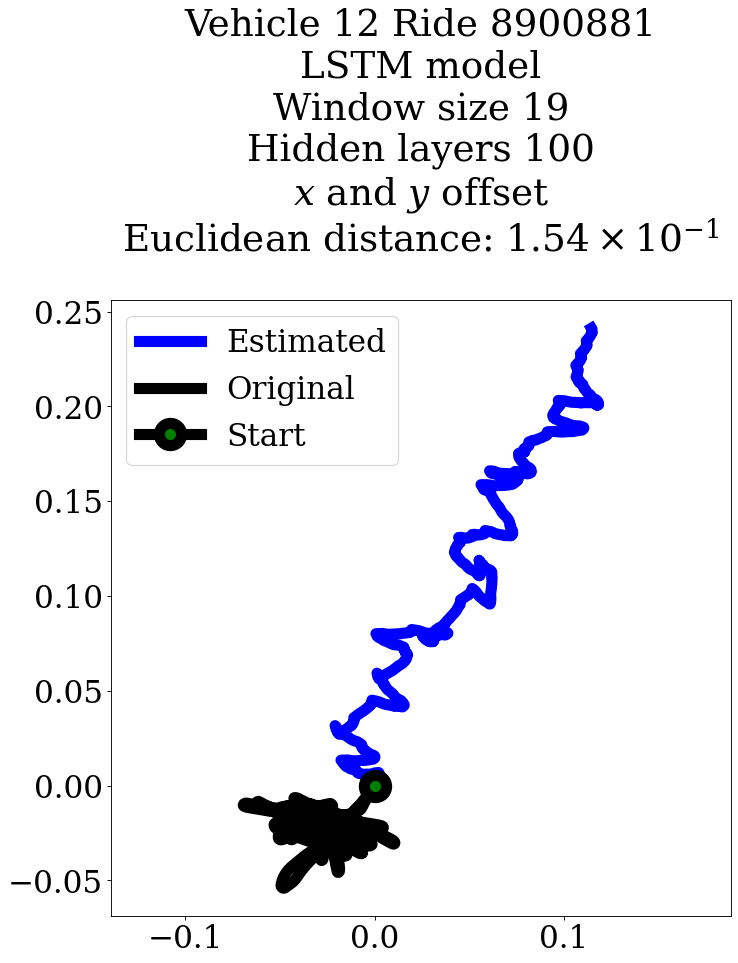 Vehicle 12 Ride 8900881
LSTM model
Window size 19
Hidden layers 100
x and y offset
Euclidean distance: 1.54 × 10⁻¹
Estimated
Original
Start
0.25
0.20
0.15
0.10
0.05
0.00
−0.05
−0.1 0.0 0.1